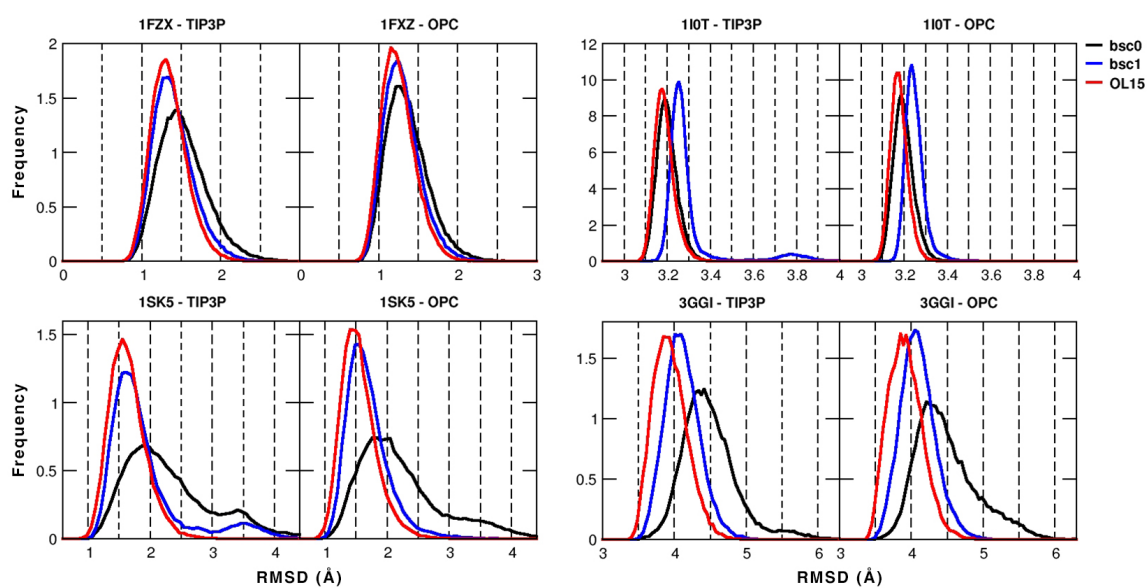 1FZX - TIP3P
1FXZ - OPC
1I0T - TIP3P
1I0T - OPC
bsc0
bsc1
OL15
Frequency
2
1.5
1
0.5
0
0 1 2 0 1 2 3
12
10
8
6
4
2
0
3 3.2 3.4 3.6 3.8 4 3 3.2 3.4 3.6 3.8 4
1SK5 - TIP3P
1SK5 - OPC
3GGI - TIP3P
3GGI - OPC
Frequency
1.5
1
0.5
0
1 2 3 4 1 2 3 4
1.5
1
0.5
0
3 4 5 6 3 4 5 6
RMSD (Å)
RMSD (Å)